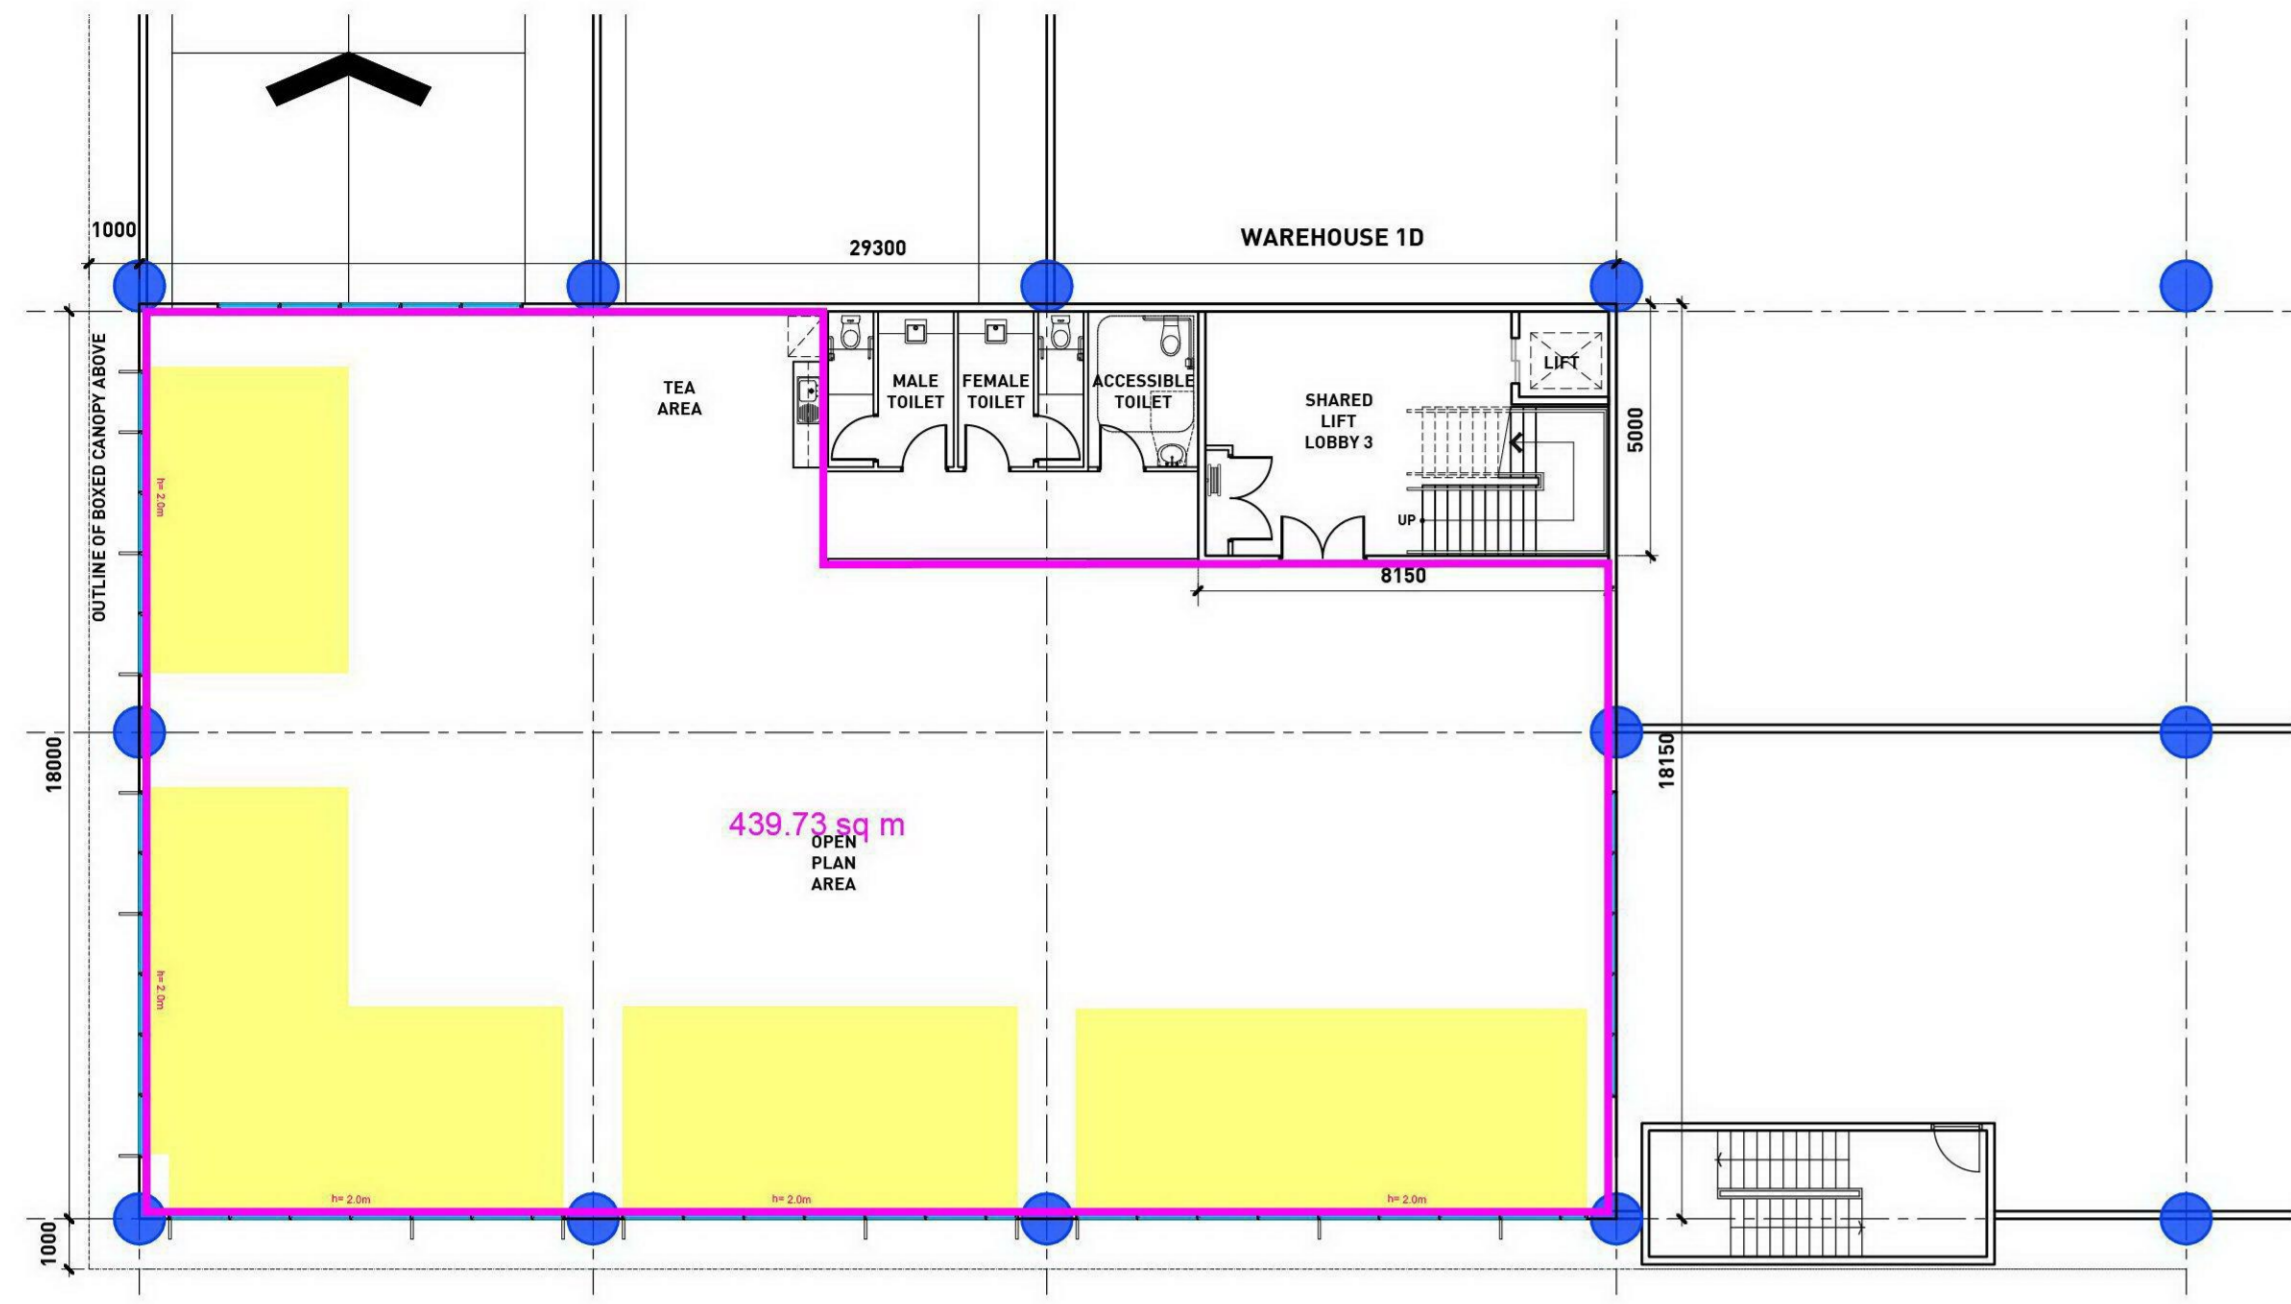 1000
29300
WAREHOUSE 1D
OUTLINE OF BOXED CANOPY ABOVE
TEA
AREA
MALE
TOILET
FEMALE
TOILET
ACCESSIBLE
TOILET
SHARED
LIFT
LOBBY 3
LIFT
5000
UP
8150
h= 2.0m
18000
18150
439.73 sq m
OPEN
PLAN
AREA
h= 2.0m
h= 2.0m
h= 2.0m
h= 2.0m
1000